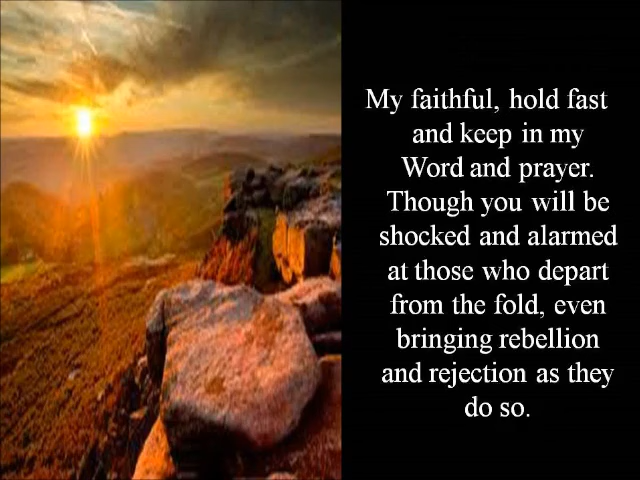 My faithful, hold fast
and keep in my
Word and prayer.
Though you will be
shocked and alarmed
at those who depart
from the fold, even
bringing rebellion
and rejection as they
do so.